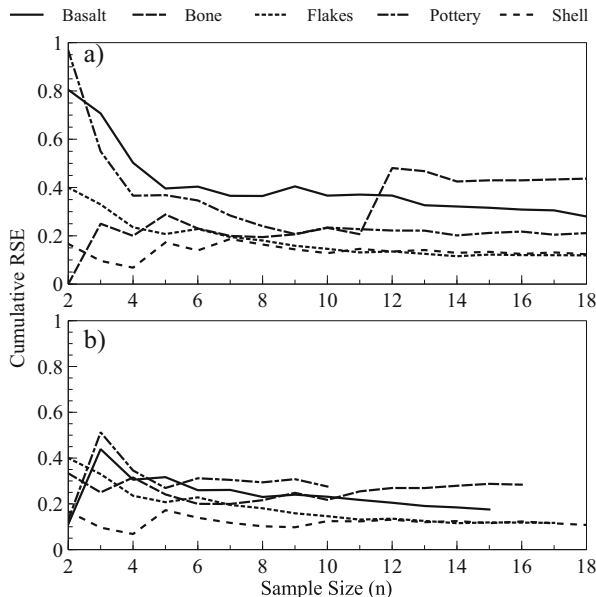 Basalt Bone Flakes Pottery Shell
a)
1
0.8
0.6
0.4
0.2
0
2 4 6 8 10 12 14 16 18
Cumulative RSE
b)
1
0.8
0.6
0.4
0.2
0
2 4 6 8 10 12 14 16 18
Sample Size (n)